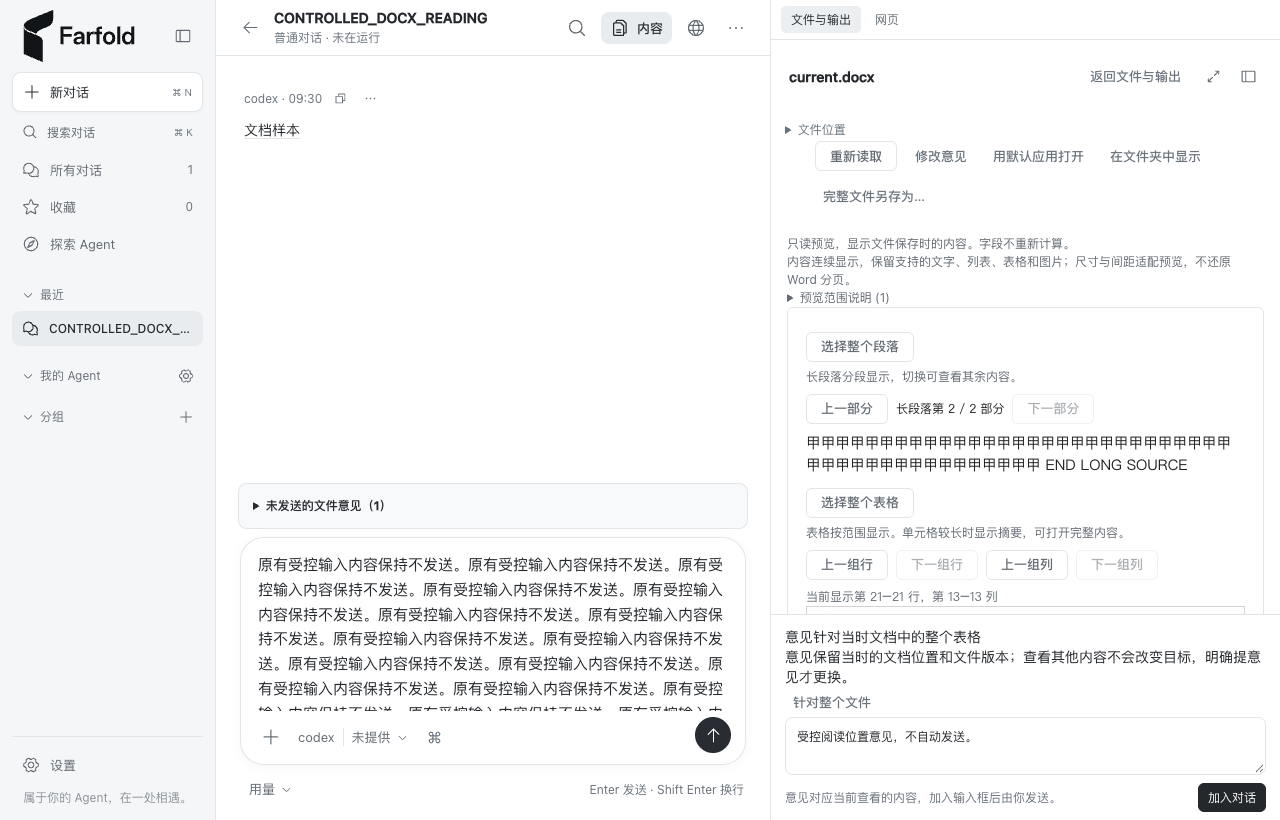 Farfold
新对话 ⌘ N
搜索对话 ⌘ K
所有对话 1
收藏 0
探索 Agent
最近
CONTROLLED_DOCX_...
我的 Agent
分组
设置
属于你的 Agent，在一处相遇。
CONTROLLED_DOCX_READING
普通对话 · 未在运行
内容
codex · 09:30
文档样本
未发送的文件意见（1）
原有受控输入内容保持不发送。原有受控输入内容保持不发送。原有受
控输入内容保持不发送。原有受控输入内容保持不发送。原有受控输入
内容保持不发送。原有受控输入内容保持不发送。原有受控输入内容保
持不发送。原有受控输入内容保持不发送。原有受控输入内容保持不发
送。原有受控输入内容保持不发送。原有受控输入内容保持不发送。原
有受控输入内容保持不发送。原有受控输入内容保持不发送。原有受控
输入内容保持不发送。原有受控输入内容保持不发送。原有受控输入内
codex 未提供 ⌘
用量
Enter 发送 · Shift Enter 换行
文件与输出 网页
current.docx
返回文件与输出
文件位置
重新读取 修改意见 用默认应用打开 在文件夹中显示
完整文件另存为...
只读预览，显示文件保存时的内容。字段不重新计算。
内容连续显示，保留支持的文字、列表、表格和图片；尺寸与间距适配预览，不还原
Word 分页。
预览范围说明 (1)
选择整个段落
长段落分段显示，切换可查看其余内容。
上一部分 长段落第 2 / 2 部分 下一部分
甲甲甲甲甲甲甲甲甲甲甲甲甲甲甲甲甲甲甲甲甲甲甲甲甲甲甲甲甲
甲甲甲甲甲甲甲甲甲甲甲甲甲甲甲甲 END LONG SOURCE
选择整个表格
表格按范围显示。单元格较长时显示摘要，可打开完整内容。
上一组行 下一组行 上一组列 下一组列
当前显示第 21–21 行，第 13–13 列
意见针对当时文档中的整个表格
意见保留当时的文档位置和文件版本；查看其他内容不会改变目标，明确提意
见才更换。
针对整个文件
受控阅读位置意见，不自动发送。
意见对应当前查看的内容，加入输入框后由你发送。
加入对话